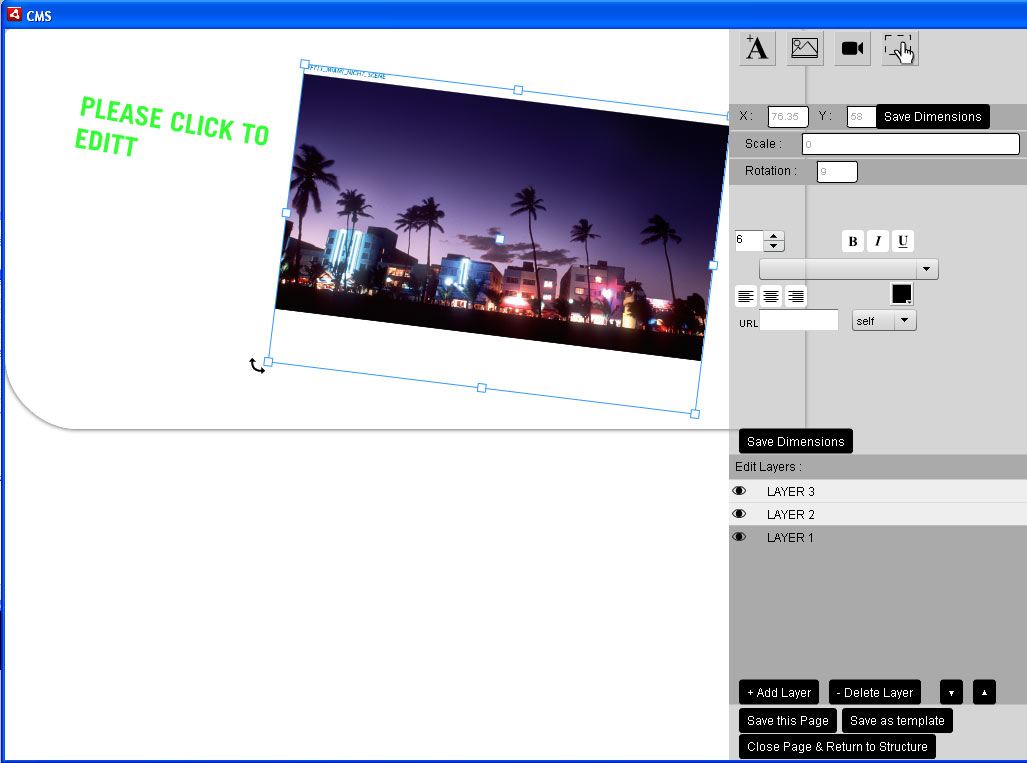 CMS
PLEASE CLICK TO
EDITT
A
X : 76.35 Y : 58 Save Dimensions
Scale : 0
Rotation : 9
6 B I U
URL self
Save Dimensions
Edit Layers :
LAYER 3
LAYER 2
LAYER 1
+ Add Layer - Delete Layer
Save this Page Save as template
Close Page & Return to Structure